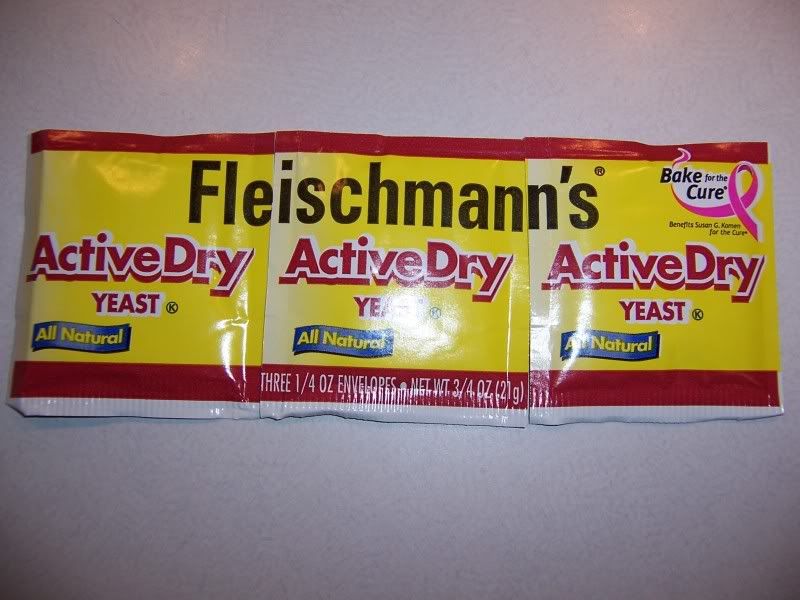 Fleischmann's®
Bake for the
Cure®
Benefits Susan G. Komen
for the Cure®
ActiveDry
YEAST K
All Natural
ActiveDry
YEAST K
All Natural
ActiveDry
YEAST K
All Natural
THREE 1/4 OZ ENVELOPES • NET WT 3/4 OZ (21g)